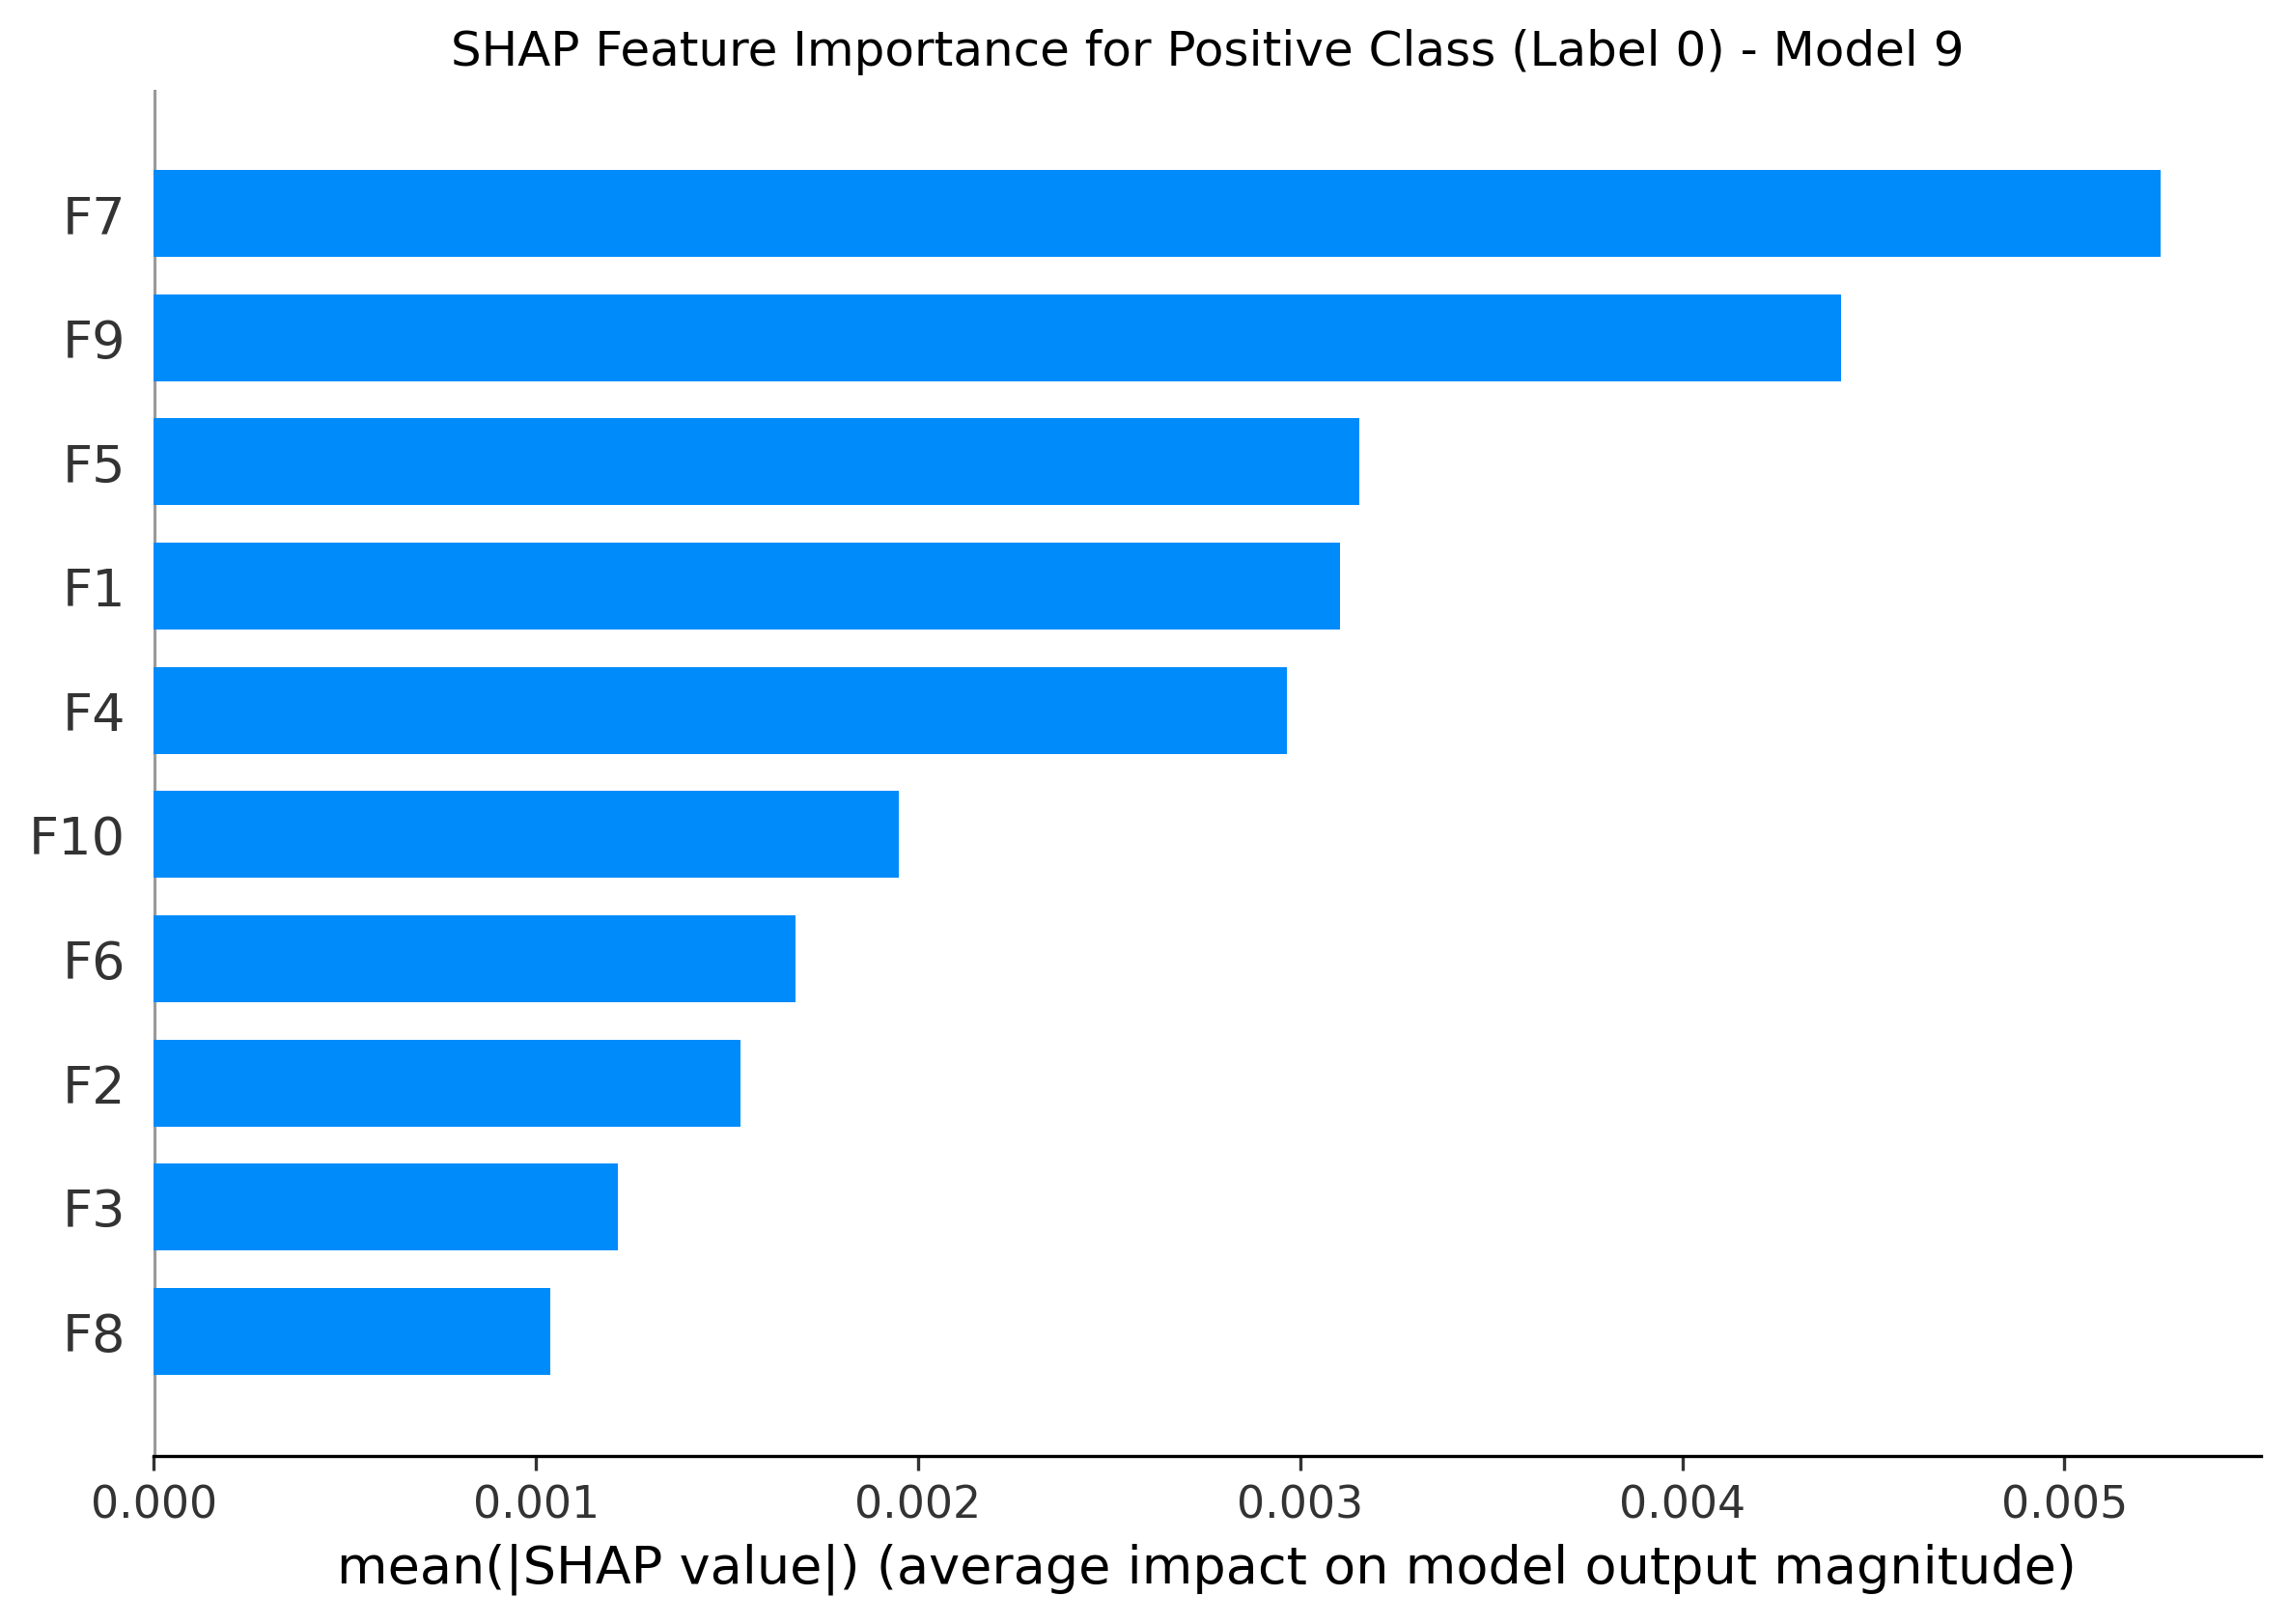 SHAP Feature Importance for Positive Class (Label 0) - Model 9
F7
F9
F5
F1
F4
F10
F6
F2
F3
F8
0.000 0.001 0.002 0.003 0.004 0.005
mean(|SHAP value|) (average impact on model output magnitude)